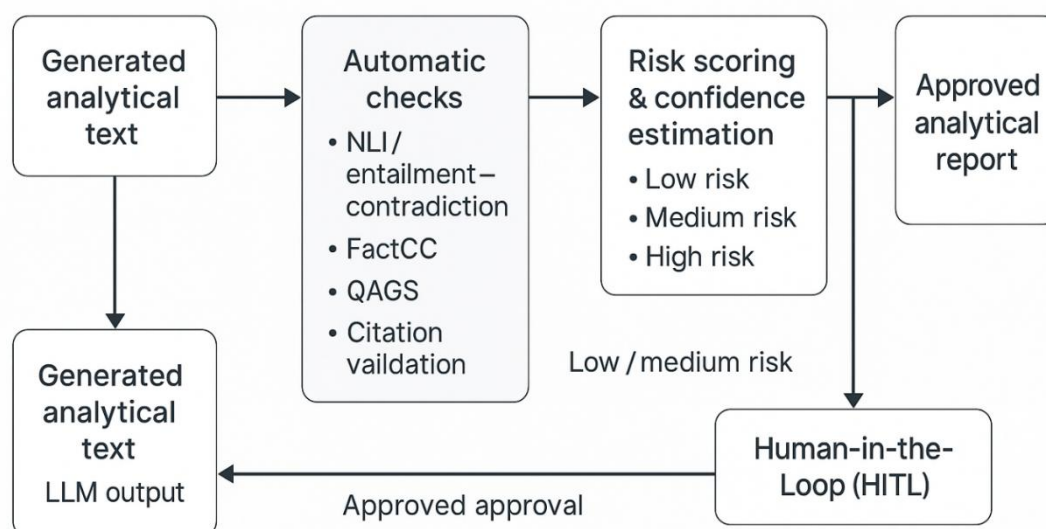 Generated
analytical
text
Automatic
checks
• NLI /
entailment–
contradiction
• FactCC
• QAGS
• Citation
vaildation
Risk scoring
& confidence
estimation
• Low risk
• Medium risk
• High risk
Approved
analytical
report
Generated
analytical
text
LLM output
Low / medium risk
Human-in-the-
Loop (HITL)
Approved approval